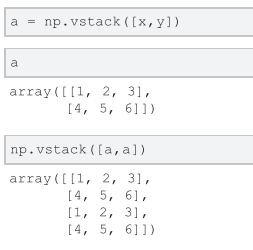 a = np.vstack([x,y])
a
array([[1, 2, 3],
       [4, 5, 6]])
np.vstack([a,a])
array([[1, 2, 3],
       [4, 5, 6],
       [1, 2, 3],
       [4, 5, 6]])